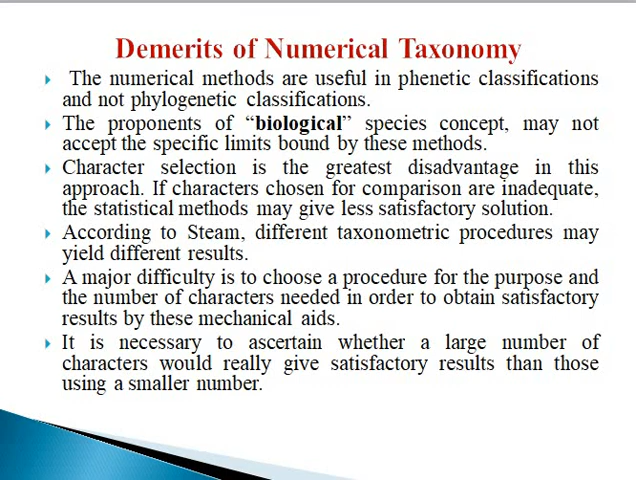 Demerits of Numerical Taxonomy
The numerical methods are useful in phenetic classifications
and not phylogenetic classifications.
The proponents of “biological” species concept, may not
accept the specific limits bound by these methods.
Character selection is the greatest disadvantage in this
approach. If characters chosen for comparison are inadequate,
the statistical methods may give less satisfactory solution.
According to Steam, different taxonometric procedures may
yield different results.
A major difficulty is to choose a procedure for the purpose and
the number of characters needed in order to obtain satisfactory
results by these mechanical aids.
It is necessary to ascertain whether a large number of
characters would really give satisfactory results than those
using a smaller number.